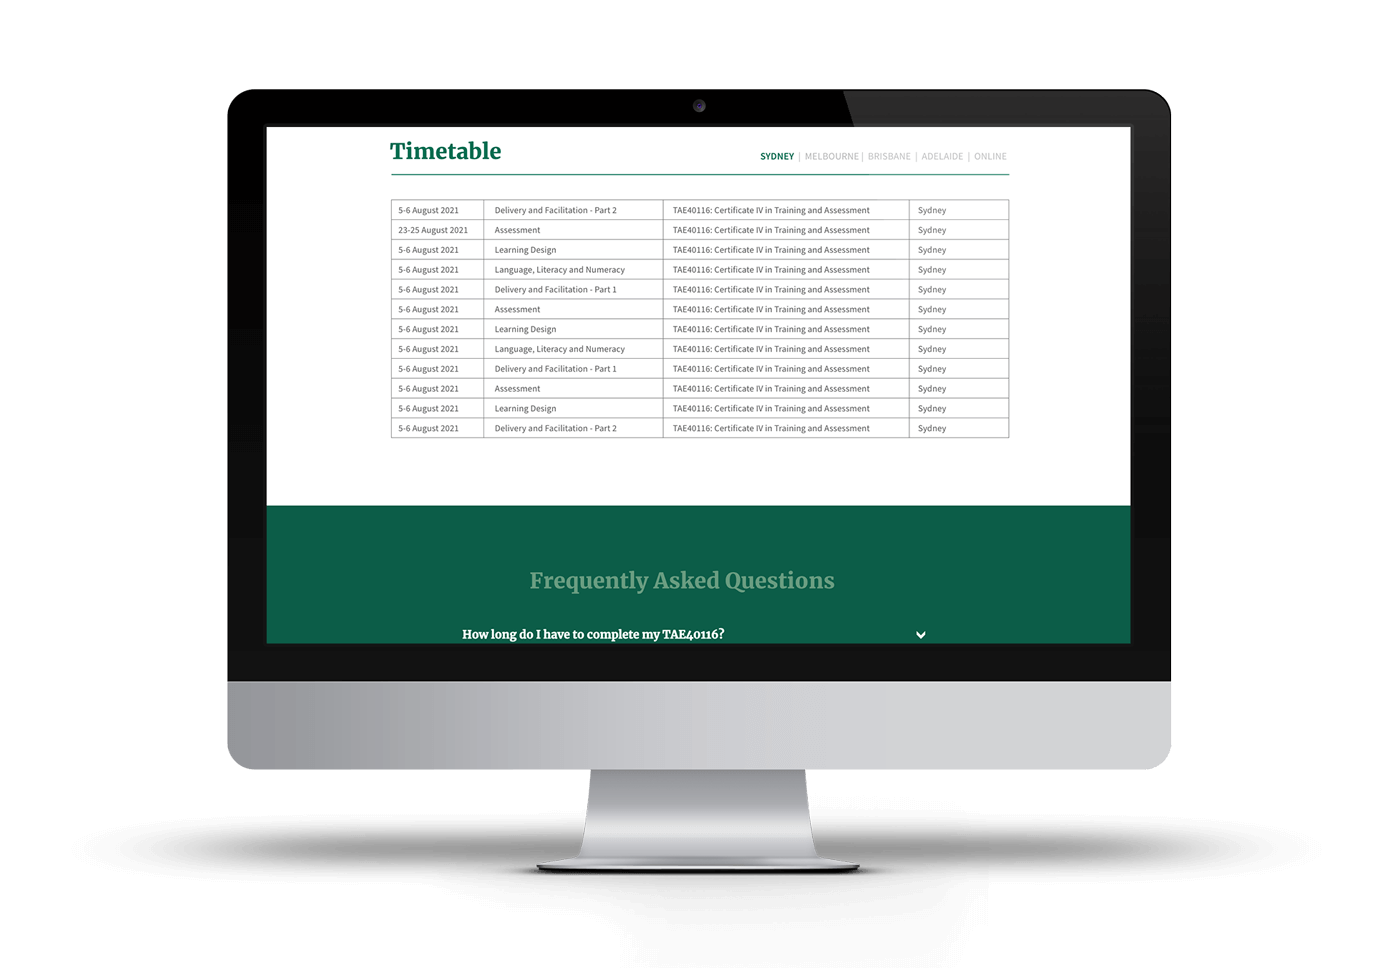 Timetable
SYDNEY | MELBOURNE | BRISBANE | ADELAIDE | ONLINE
5-6 August 2021 Delivery and Facilitation - Part 2 TAE40116: Certificate IV in Training and Assessment Sydney
23-25 August 2021 Assessment TAE40116: Certificate IV in Training and Assessment Sydney
5-6 August 2021 Learning Design TAE40116: Certificate IV in Training and Assessment Sydney
5-6 August 2021 Language, Literacy and Numeracy TAE40116: Certificate IV in Training and Assessment Sydney
5-6 August 2021 Delivery and Facilitation - Part 1 TAE40116: Certificate IV in Training and Assessment Sydney
5-6 August 2021 Assessment TAE40116: Certificate IV in Training and Assessment Sydney
5-6 August 2021 Learning Design TAE40116: Certificate IV in Training and Assessment Sydney
5-6 August 2021 Language, Literacy and Numeracy TAE40116: Certificate IV in Training and Assessment Sydney
5-6 August 2021 Delivery and Facilitation - Part 1 TAE40116: Certificate IV in Training and Assessment Sydney
5-6 August 2021 Assessment TAE40116: Certificate IV in Training and Assessment Sydney
5-6 August 2021 Learning Design TAE40116: Certificate IV in Training and Assessment Sydney
5-6 August 2021 Delivery and Facilitation - Part 2 TAE40116: Certificate IV in Training and Assessment Sydney
Frequently Asked Questions
How long do I have to complete my TAE40116?